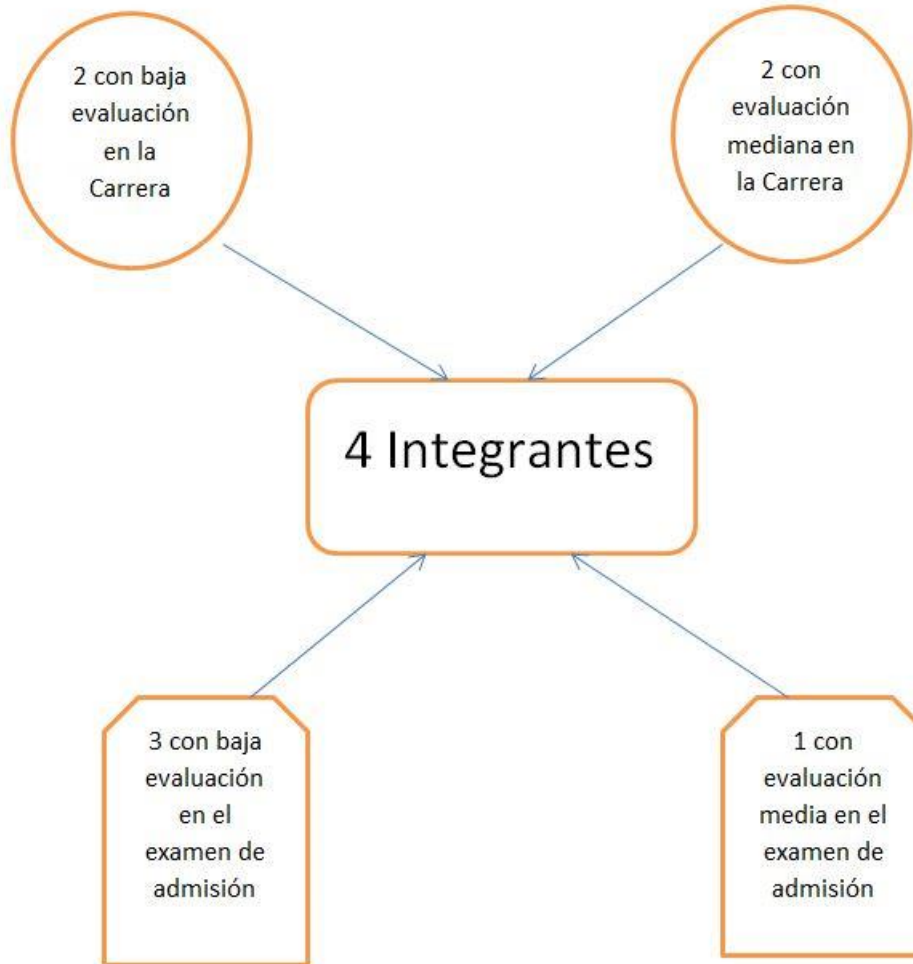 2 con baja
evaluación
en la
Carrera
2 con
evaluación
mediana en
la Carrera
4 Integrantes
3 con baja
evaluación
en el
examen de
admisión
1 con
evaluación
media en el
examen de
admisión